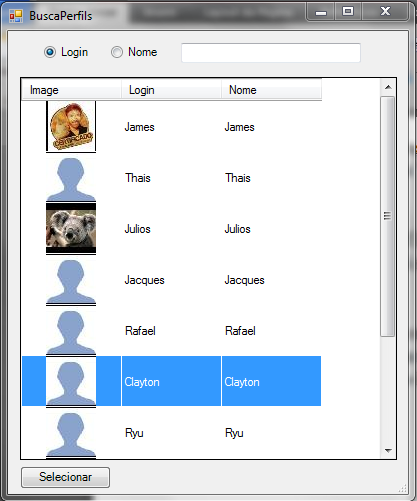 BuscaPerfils
Login Nome
Image Login Nome
James James
Thais Thais
Julios Julios
Jacques Jacques
Rafael Rafael
Clayton Clayton
Ryu Ryu
Selecionar